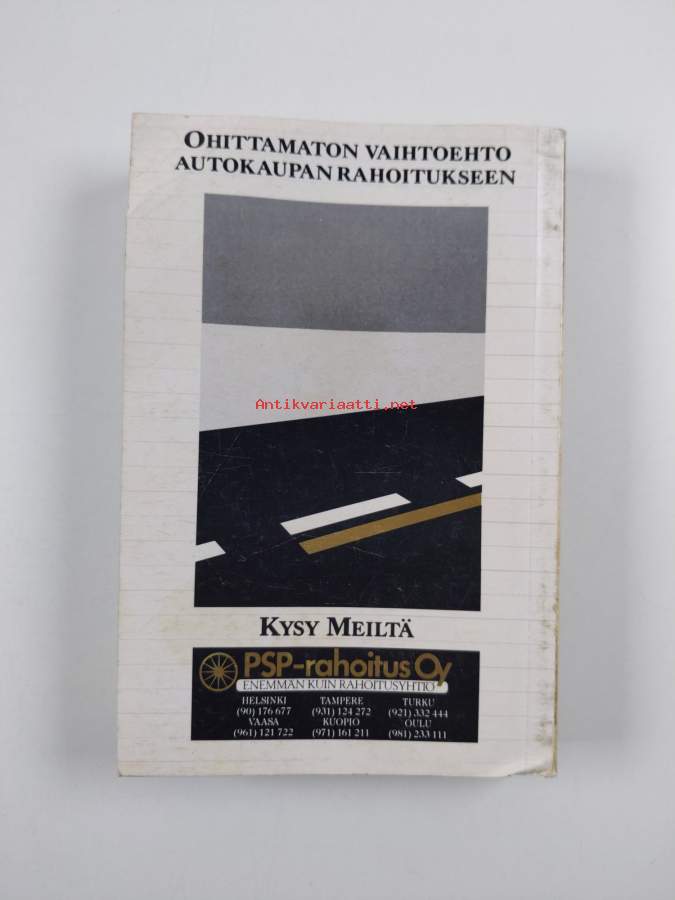 OHITTAMATON VAIHTOEHTO
AUTOKAUPAN RAHOITUKSEEN
Antikvariaatti.net
KYSY MEILTÄ
PSP-rahoitus Oy
ENEMMÄN KUIN RAHOITUSYHTIÖ
HELSINKI TAMPERE TURKU
(90) 176 677 (931) 124 272 (921) 332 444
VAASA KUOPIO OULU
(961) 121 722 (971) 161 211 (981) 233 111